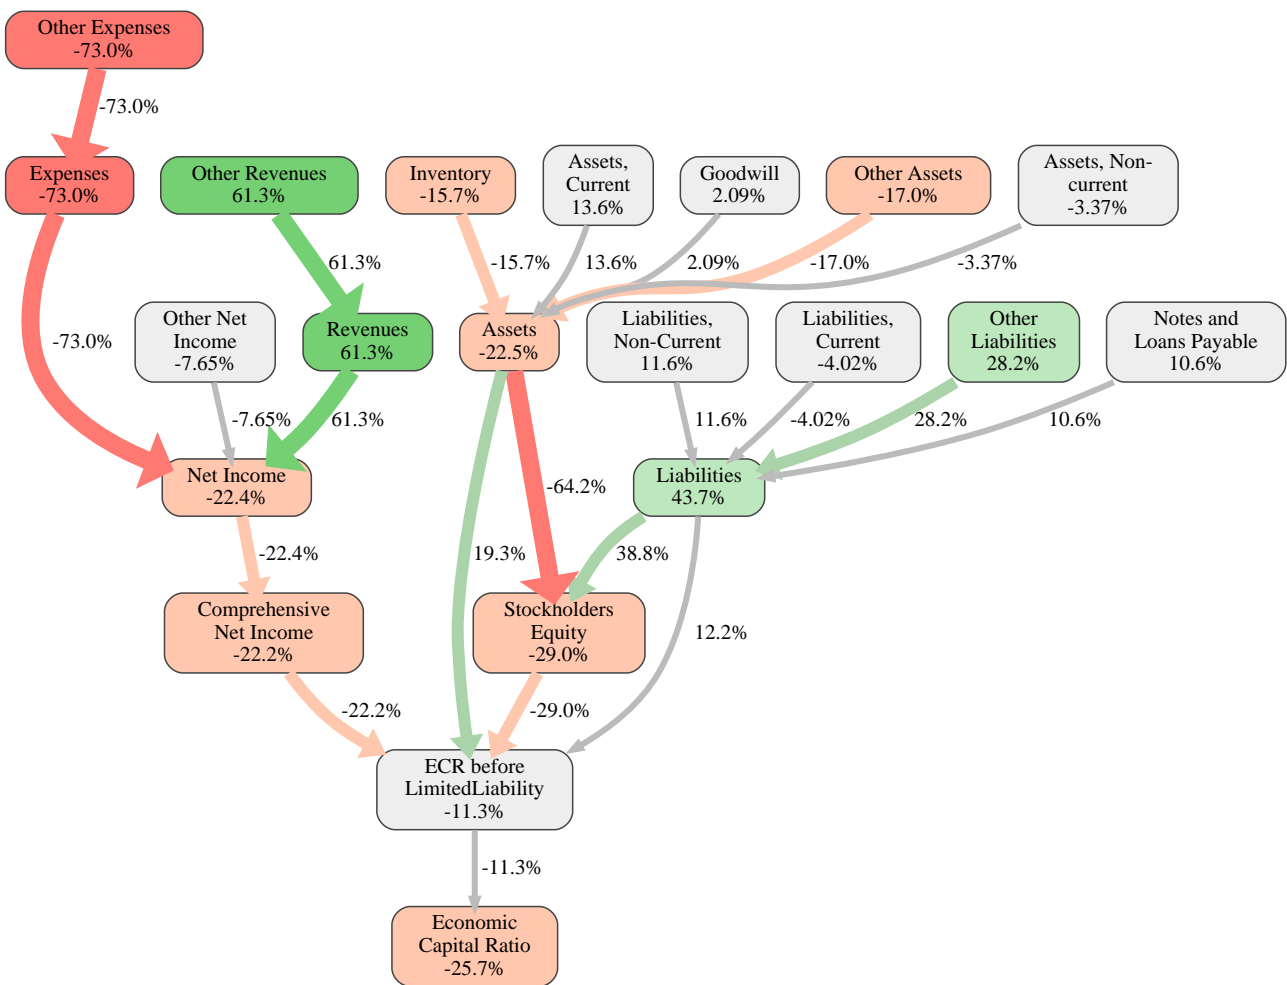 Other Expenses
-73.0%
-73.0%
Expenses
-73.0%
Other Revenues
61.3%
Inventory
-15.7%
Assets,
Current
13.6%
Goodwill
2.09%
Other Assets
-17.0%
Assets, Non-
current
-3.37%
61.3%
-15.7%
13.6%
2.09%
-17.0%
-3.37%
-73.0%
Other Net
Income
-7.65%
Revenues
61.3%
Assets
-22.5%
Liabilities,
Non-Current
11.6%
Liabilities,
Current
-4.02%
Other
Liabilities
28.2%
Notes and
Loans Payable
10.6%
-7.65%
61.3%
11.6%
-4.02%
28.2%
10.6%
Net Income
-22.4%
-64.2%
Liabilities
43.7%
-22.4%
19.3%
38.8%
Comprehensive
Net Income
-22.2%
Stockholders
Equity
-29.0%
12.2%
-22.2%
-29.0%
ECR before
LimitedLiability
-11.3%
-11.3%
Economic
Capital Ratio
-25.7%